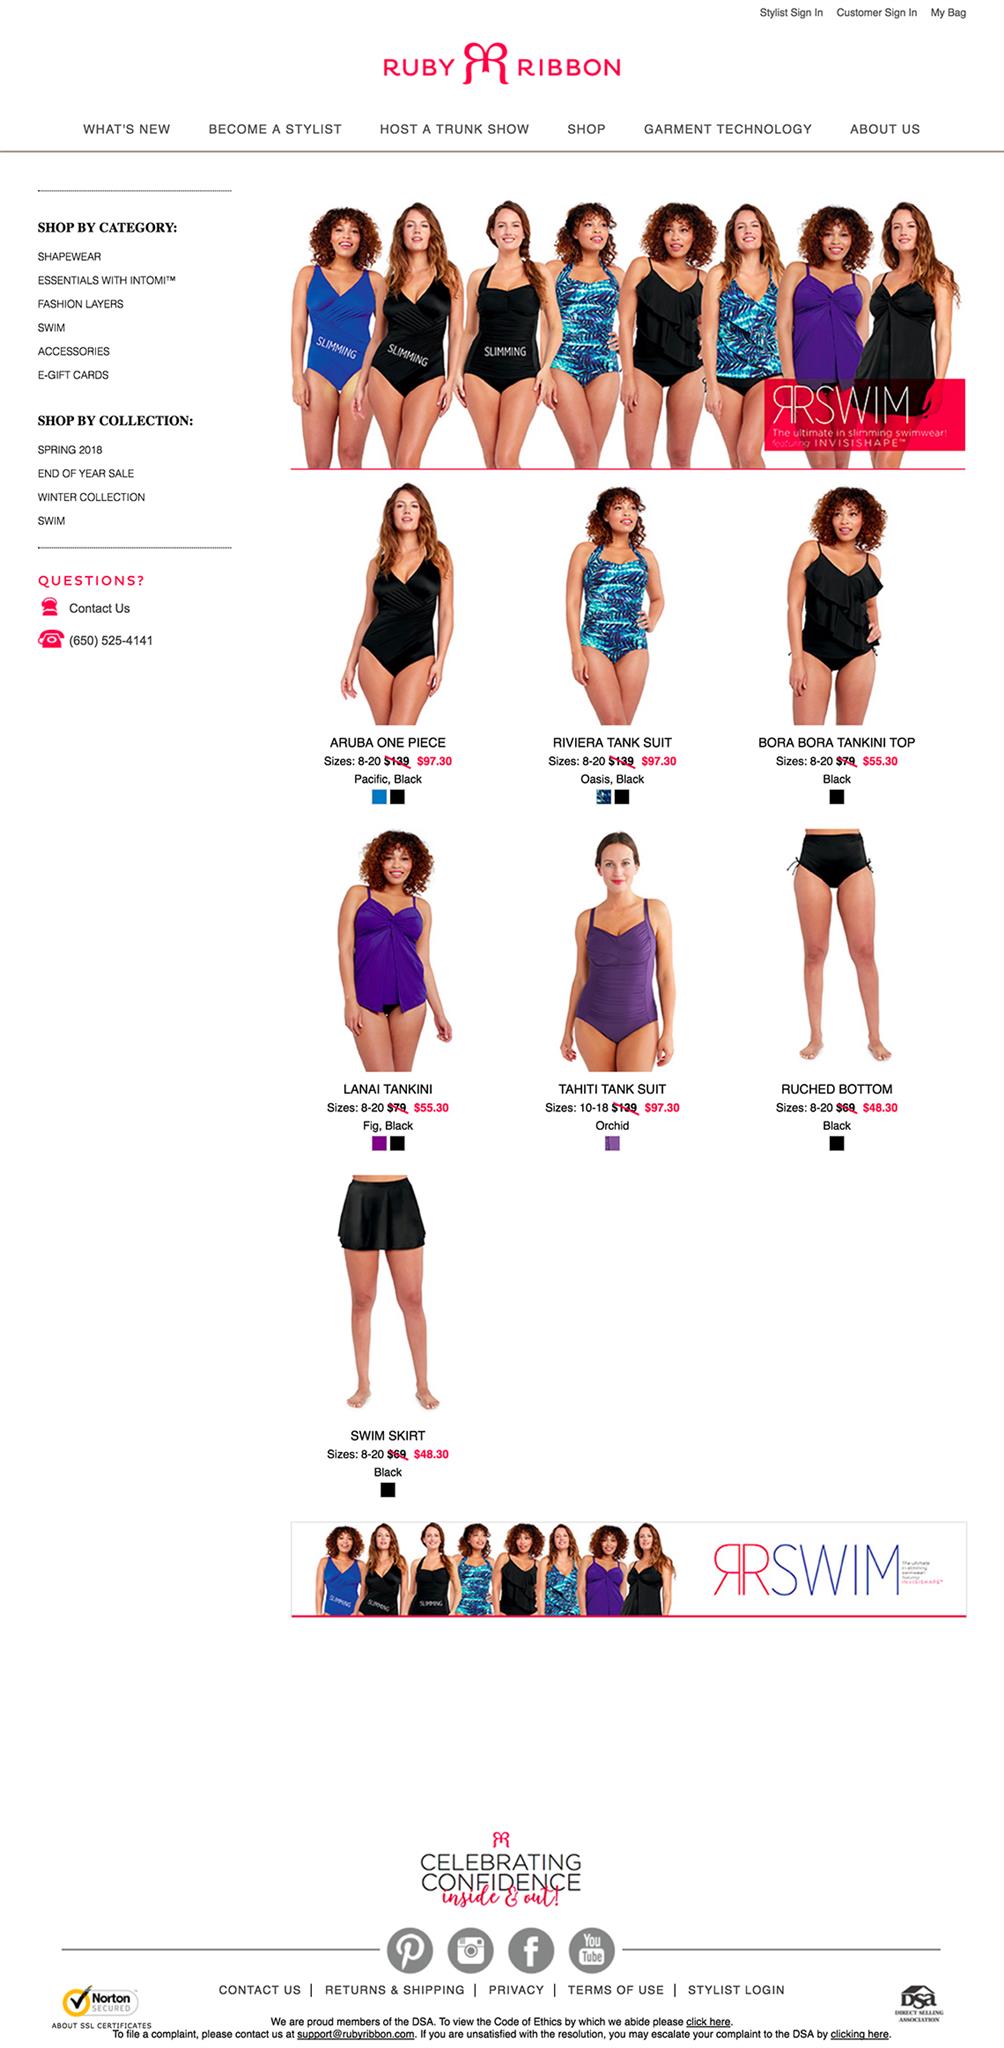 Stylist Sign In Customer Sign In My Bag
RUBY RIBBON
WHAT'S NEW BECOME A STYLIST HOST A TRUNK SHOW SHOP GARMENT TECHNOLOGY ABOUT US
SHOP BY CATEGORY:
SHAPEWEAR
ESSENTIALS WITH INTOMI™
FASHION LAYERS
SWIM
ACCESSORIES
E-GIFT CARDS
SHOP BY COLLECTION:
SPRING 2018
END OF YEAR SALE
WINTER COLLECTION
SWIM
QUESTIONS?
Contact Us
(650) 525-4141
SLIMMING SLIMMING SLIMMING
RRSWIM
The ultimate in slimming swimwear!
featuring INVISISHAPE™
ARUBA ONE PIECE
Sizes: 8-20 $139 $97.30
Pacific, Black
RIVIERA TANK SUIT
Sizes: 8-20 $139 $97.30
Oasis, Black
BORA BORA TANKINI TOP
Sizes: 8-20 $79 $55.30
Black
LANAI TANKINI
Sizes: 8-20 $79 $55.30
Fig, Black
TAHITI TANK SUIT
Sizes: 10-18 $139 $97.30
Orchid
RUCHED BOTTOM
Sizes: 8-20 $69 $48.30
Black
SWIM SKIRT
Sizes: 8-20 $69 $48.30
Black
SLIMMING SLIMMING SLIMMING
RRSWIM
The ultimate
in slimming
swimwear!
featuring
INVISISHAPE™
CELEBRATING
CONFIDENCE
inside & out!
You
Tube
CONTACT US | RETURNS & SHIPPING | PRIVACY | TERMS OF USE | STYLIST LOGIN
Norton
SECURED
ABOUT SSL CERTIFICATES
DSA
DIRECT SELLING
ASSOCIATION
We are proud members of the DSA. To view the Code of Ethics by which we abide please click here.
To file a complaint, please contact us at support@rubyribbon.com. If you are unsatisfied with the resolution, you may escalate your complaint to the DSA by clicking here.